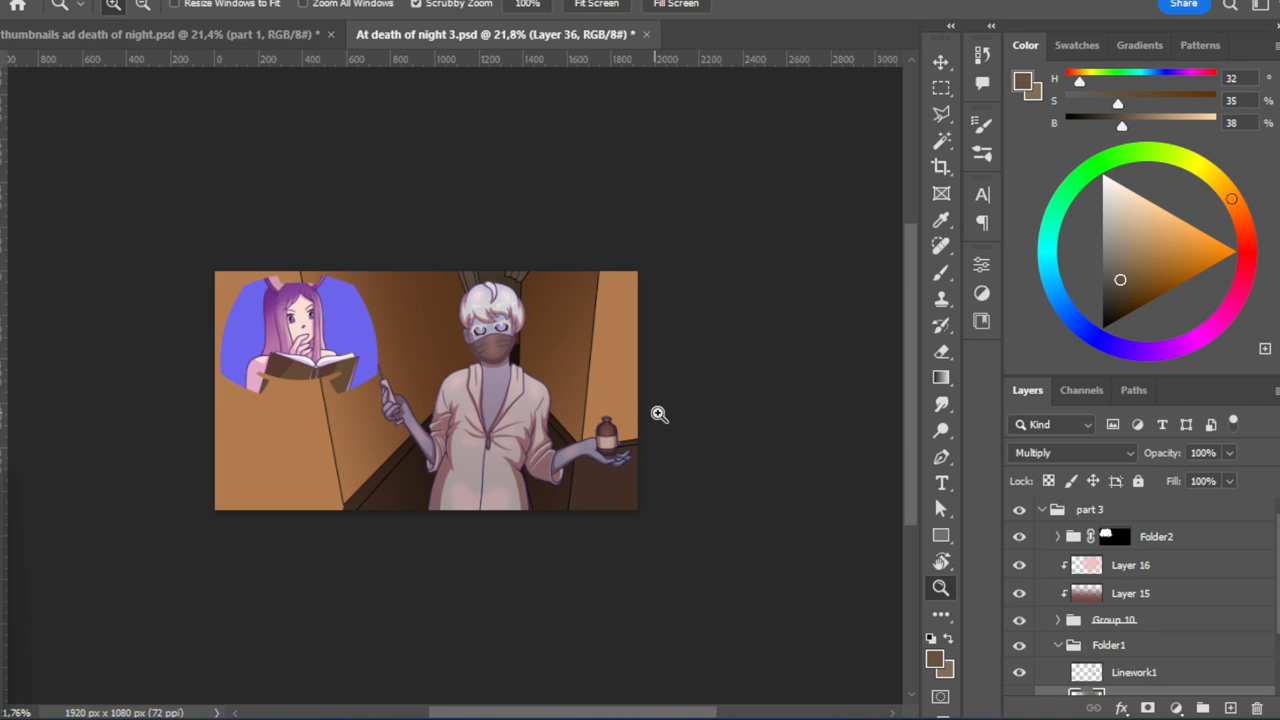 Resize Windows to Fit Zoom All Windows Scrubby Zoom 100% Fit Screen Fill Screen Share
thumbnails ad death of night.psd @ 21,4% (part 1, RGB/8#) * × At death of night 3.psd @ 21,8% (Layer 36, RGB/8#) * ×
800 600 400 200 0 200 400 600 800 1000 1200 1400 1600 1800 2000 2200 2400 2600 2800 3000
Color Swatches Gradients Patterns
H 32 °
S 35 %
B 38 %
Layers Channels Paths
Kind
Multiply Opacity: 100%
Lock: Fill: 100%
part 3
Folder2
Layer 16
Layer 15
Group 10
Folder1
Linework1
1,76% 1920 px x 1080 px (72 ppi)